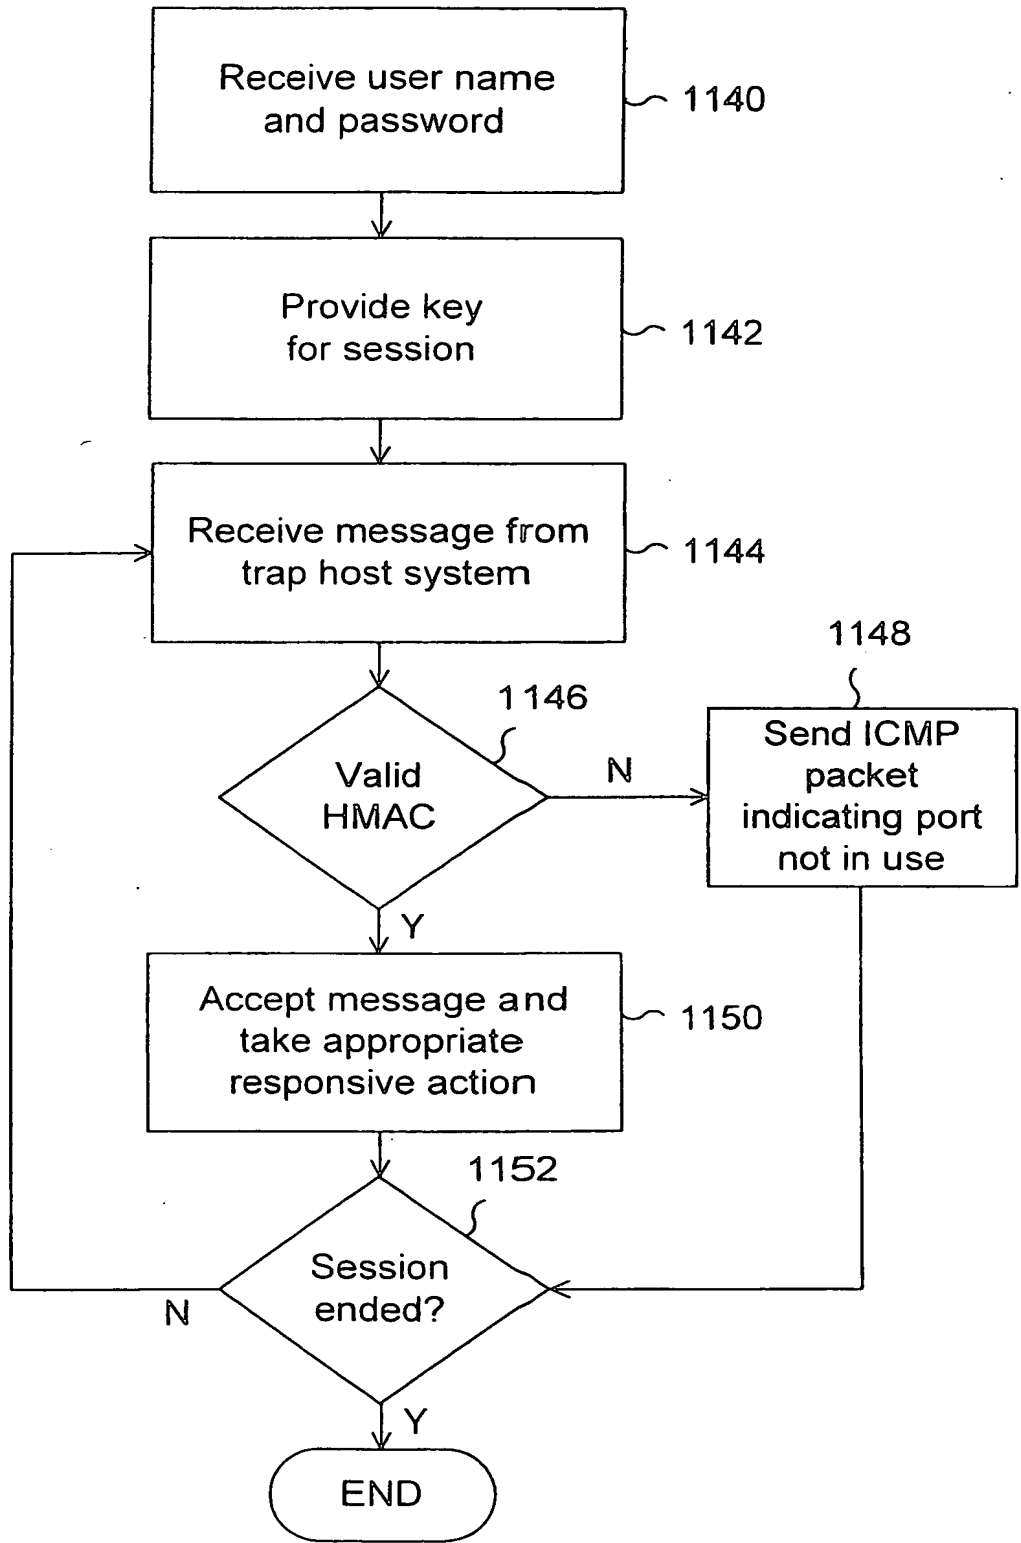 Receive user name
and password
1140
Provide key
for session
1142
Receive message from
trap host system
1144
1148
1146
Valid
HMAC
N
Send ICMP
packet
indicating port
not in use
Y
Accept message and
take appropriate
responsive action
1150
1152
Session
ended?
N
Y
END